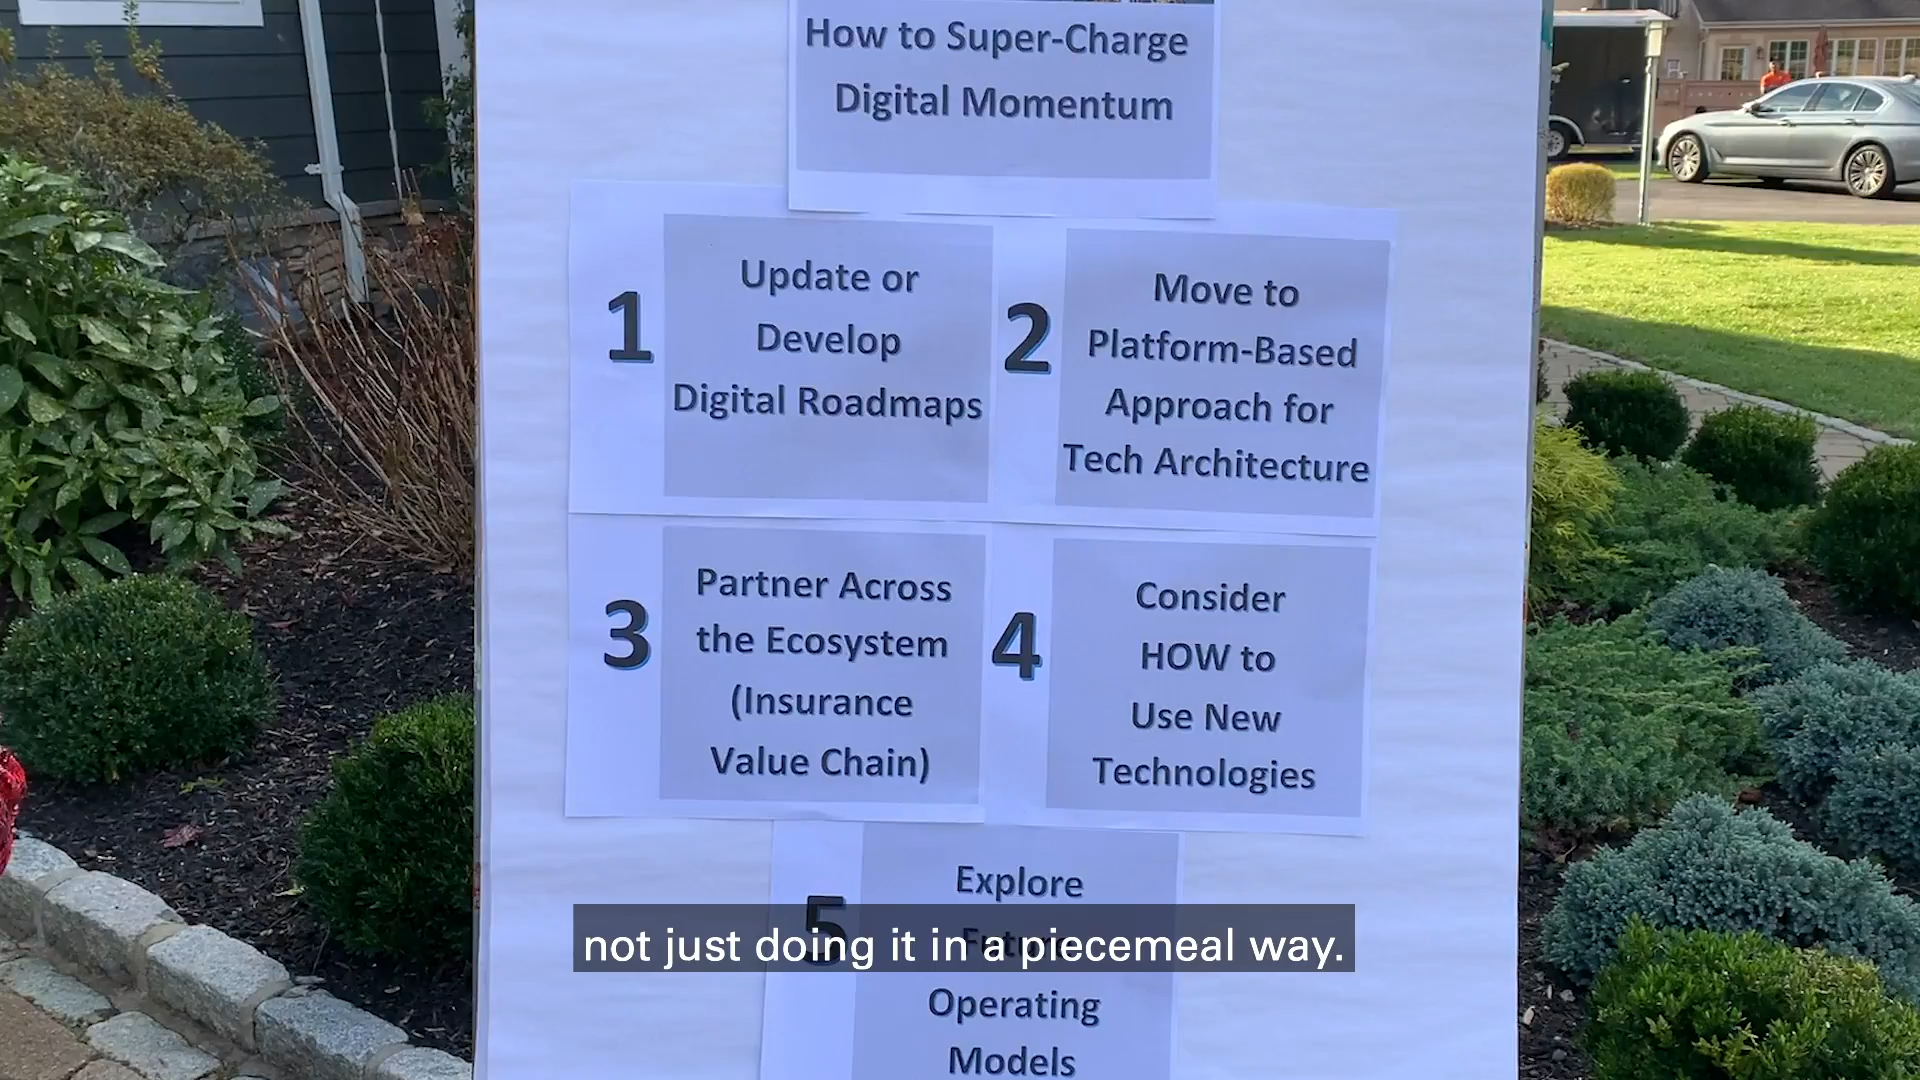 How to Super-Charge
Digital Momentum
1
Update or
Develop
Digital Roadmaps
2
Move to
Platform-Based
Approach for
Tech Architecture
3
Partner Across
the Ecosystem
(Insurance
Value Chain)
4
Consider
HOW to
Use New
Technologies
5
Explore
Future
Operating
Models
not just doing it in a piecemeal way.